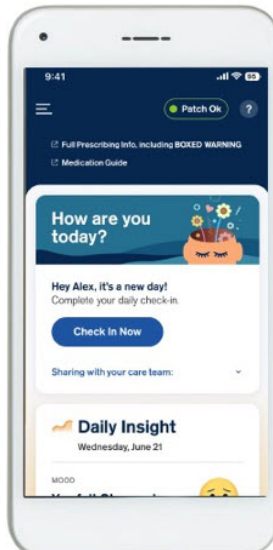 9:41
85
Patch Ok
?
Full Prescribing Info, including BOXED WARNING
Medication Guide
How are you
today?
Hey Alex, it's a new day!
Complete your daily check-in.
Check In Now
Sharing with your care team:
Daily Insight
Wednesday, June 21
MOOD